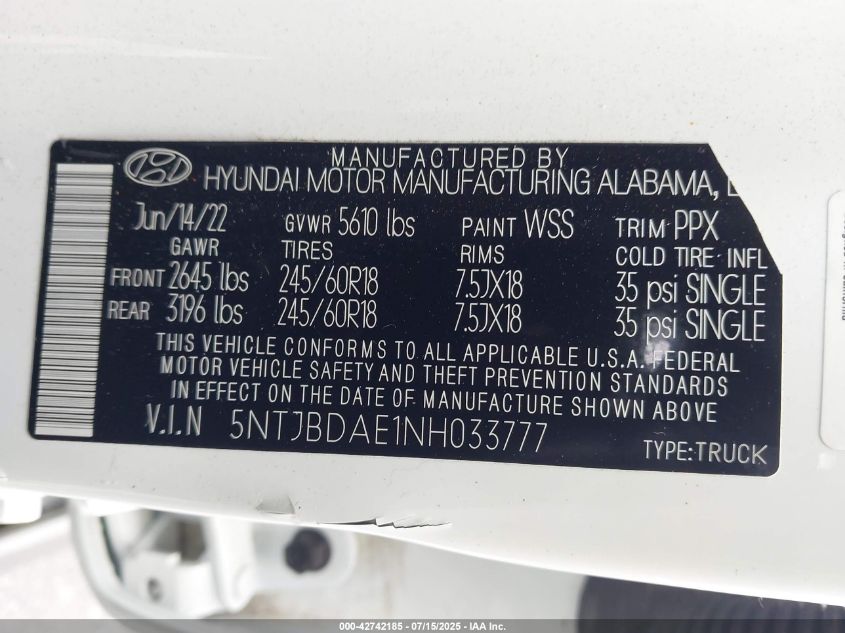 MANUFACTURED BY
HYUNDAI MOTOR MANUFACTURING ALABAMA,
Jun/14/22 GVWR 5610 lbs PAINT WSS TRIM PPX
GAWR TIRES RIMS COLD TIRE INFL
FRONT 2645 lbs 245/60R18 7.5JX18 35 psi SINGLE
REAR 3196 lbs 245/60R18 7.5JX18 35 psi SINGLE
THIS VEHICLE CONFORMS TO ALL APPLICABLE U.S.A. FEDERAL
MOTOR VEHICLE SAFETY AND THEFT PREVENTION STANDARDS
IN EFFECT ON THE DATE OF MANUFACTURE SHOWN ABOVE.
V.I.N 5NTJBDAE1NH033777
TYPE:TRUCK
000-42742185 - 07/15/2025 - IAA Inc.